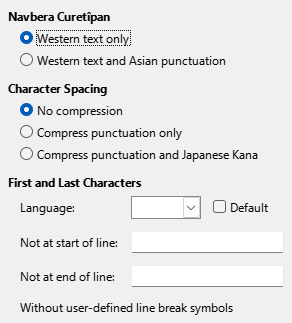 Navbera Curetîpan
Western text only
Western text and Asian punctuation
Character Spacing
No compression
Compress punctuation only
Compress punctuation and Japanese Kana
First and Last Characters
Language:
Default
Not at start of line:
Not at end of line:
Without user-defined line break symbols